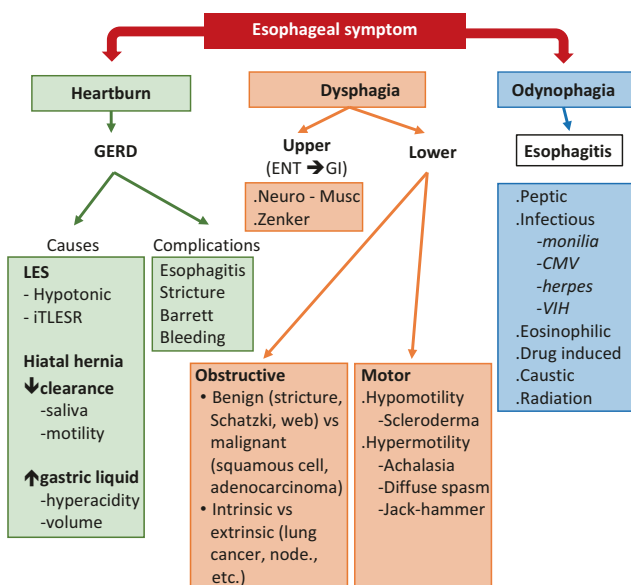 Esophageal symptom
Heartburn
GERD
Causes
LES
- Hypotonic
- iTLESR
Hiatal hernia
🡻clearance
-saliva
-motility
🡹gastric liquid
-hyperacidity
-volume
Complications
Esophagitis
Stricture
Barrett
Bleeding
Dysphagia
Upper
(ENT ➔GI)
.Neuro - Musc
.Zenker
Lower
Obstructive
• Benign (stricture,
Schatzki, web) vs
malignant
(squamous cell,
adenocarcinoma)
• Intrinsic vs
extrinsic (lung
cancer, node.,
etc.)
Motor
.Hypomotility
-Scleroderma
.Hypermotility
-Achalasia
-Diffuse spasm
-Jack-hammer
Odynophagia
Esophagitis
.Peptic
.Infectious
-monilia
-CMV
-herpes
-VIH
.Eosinophilic
.Drug induced
.Caustic
.Radiation